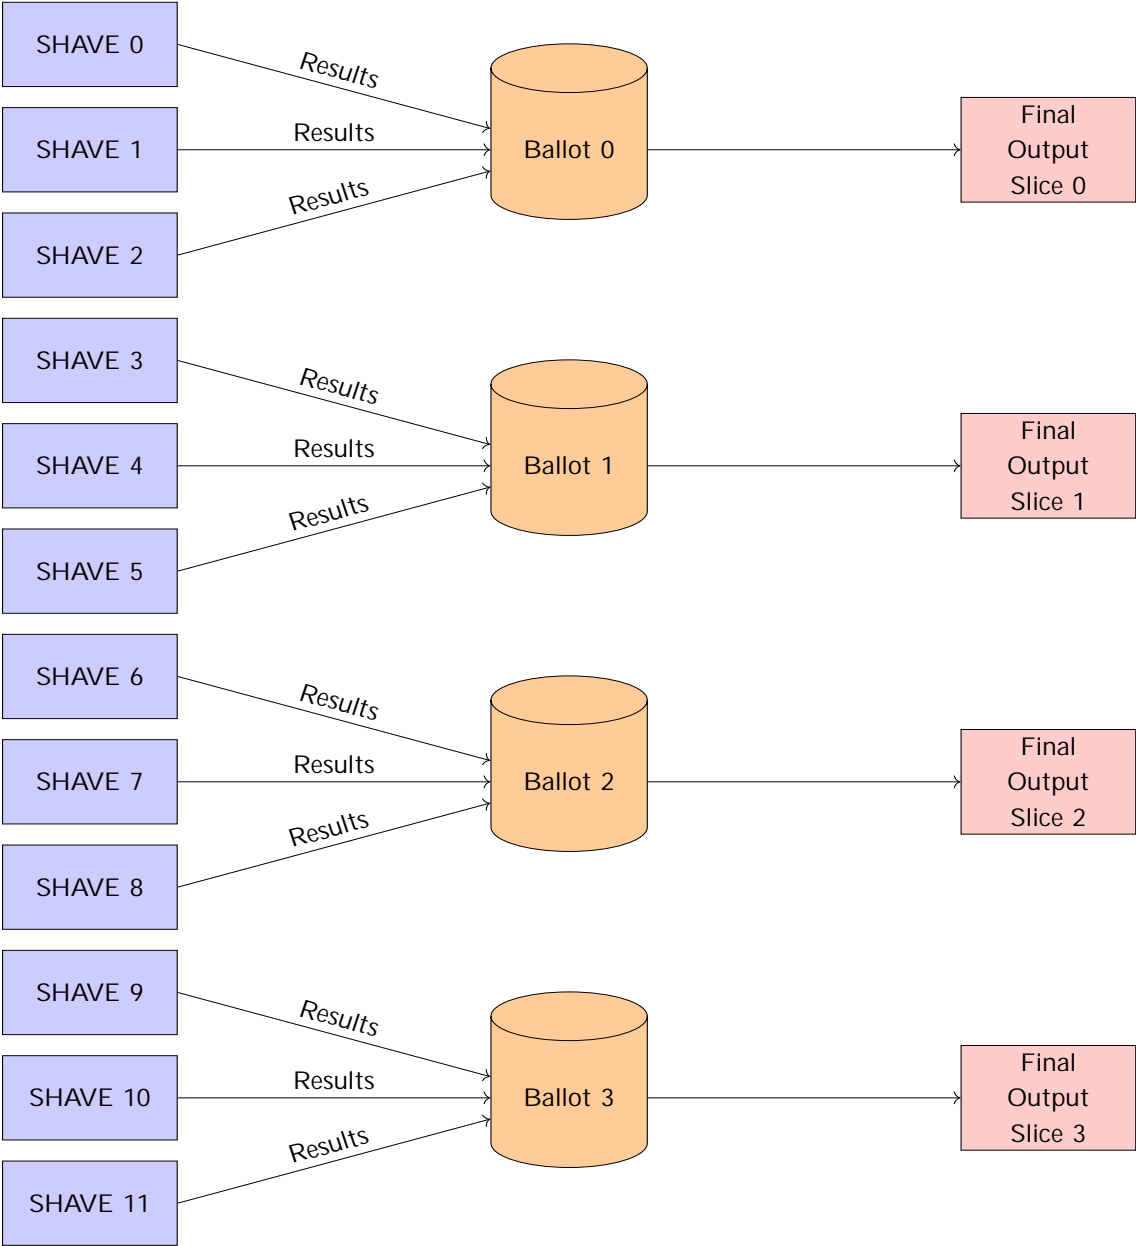 SHAVE 0
Results
SHAVE 1
Results
SHAVE 2
Results
Ballot 0
Final
Output
Slice 0
SHAVE 3
Results
SHAVE 4
Results
SHAVE 5
Results
Ballot 1
Final
Output
Slice 1
SHAVE 6
Results
SHAVE 7
Results
SHAVE 8
Results
Ballot 2
Final
Output
Slice 2
SHAVE 9
Results
SHAVE 10
Results
SHAVE 11
Results
Ballot 3
Final
Output
Slice 3